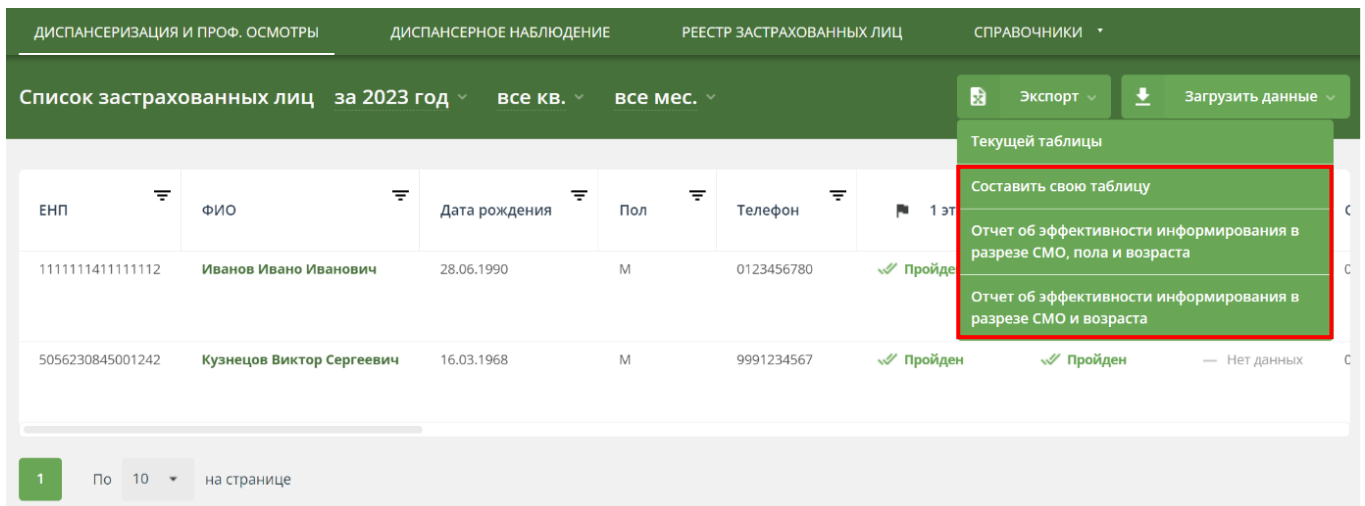 ДИСПАНСЕРИЗАЦИЯ И ПРОФ. ОСМОТРЫ ДИСПАНСЕРНОЕ НАБЛЮДЕНИЕ РЕЕСТР ЗАСТРАХОВАННЫХ ЛИЦ СПРАВОЧНИКИ
Список застрахованных лиц за 2023 год все кв. все мес. Экспорт Загрузить данные
Текущей таблицы
Составить свою таблицу
Отчет об эффективности информирования в
разрезе СМО, пола и возраста
Отчет об эффективности информирования в
разрезе СМО и возраста
ЕНП ФИО Дата рождения Пол Телефон 1 эт
1111111411111112 Иванов Ивано Иванович 28.06.1990 М 0123456780 Пройде
5056230845001242 Кузнецов Виктор Сергеевич 16.03.1968 М 9991234567 Пройден Пройден — Нет данных
1 По 10 на странице